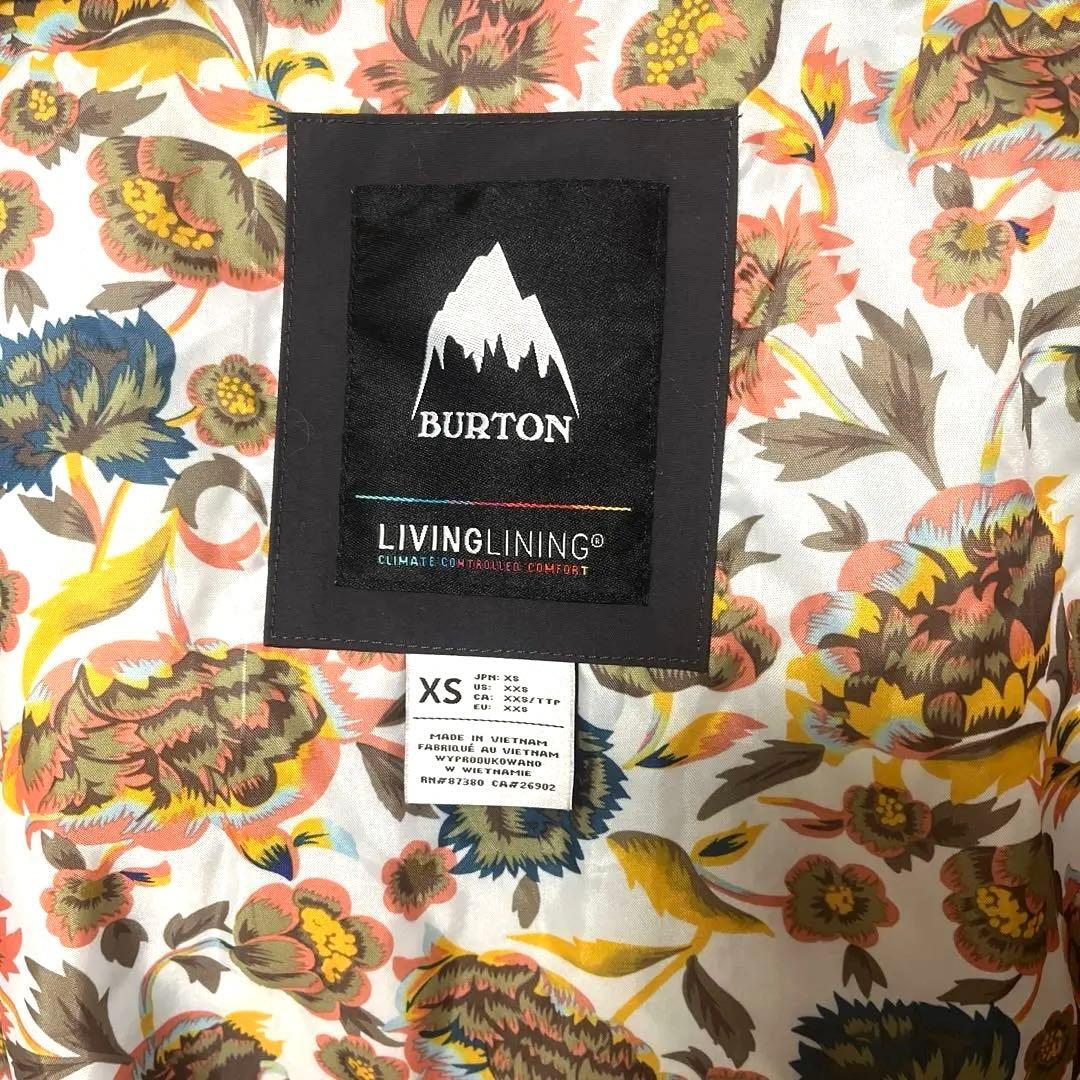 BURTON
LIVINGLINING®
CLIMATE CONTROLLED COMFORT
XS
JPN: XS
US: XXS
CA: XXS/TTP
EU: XXS
MADE IN VIETNAM
FABRIQUÉ AU VIETNAM
WYPRODUKOWANO
W WIETNAMIE
RN#87380 CA#26902